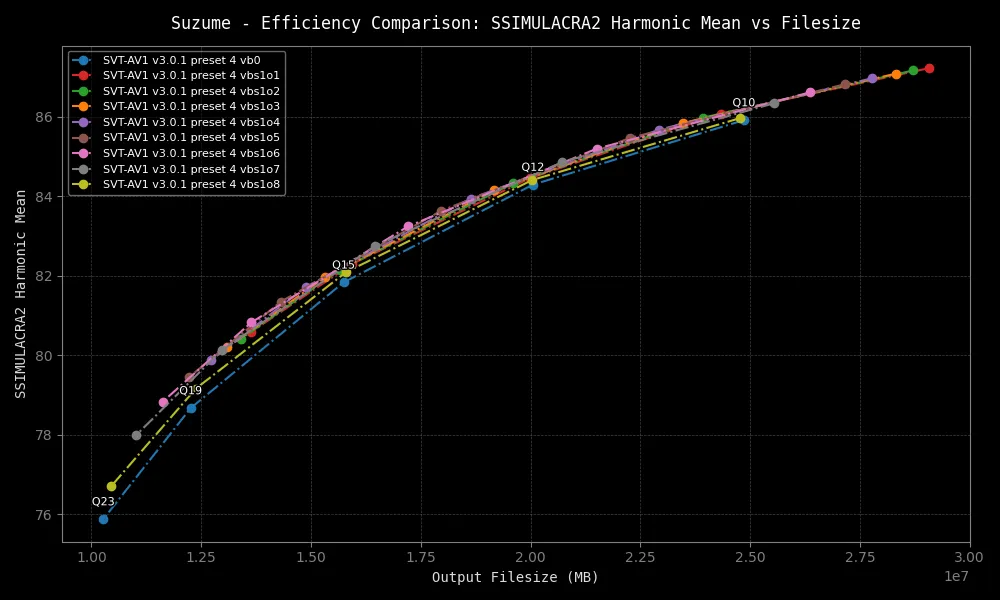 Suzume - Efficiency Comparison: SSIMULACRA2 Harmonic Mean vs Filesize
SVT-AV1 v3.0.1 preset 4 vb0
SVT-AV1 v3.0.1 preset 4 vbs1o1
SVT-AV1 v3.0.1 preset 4 vbs1o2
SVT-AV1 v3.0.1 preset 4 vbs1o3
SVT-AV1 v3.0.1 preset 4 vbs1o4
SVT-AV1 v3.0.1 preset 4 vbs1o5
SVT-AV1 v3.0.1 preset 4 vbs1o6
SVT-AV1 v3.0.1 preset 4 vbs1o7
SVT-AV1 v3.0.1 preset 4 vbs1o8
SSIMULACRA2 Harmonic Mean
86
84
82
80
78
76
Q10
Q12
Q15
Q19
Q23
1.00 1.25 1.50 1.75 2.00 2.25 2.50 2.75 3.00
1e7
Output Filesize (MB)